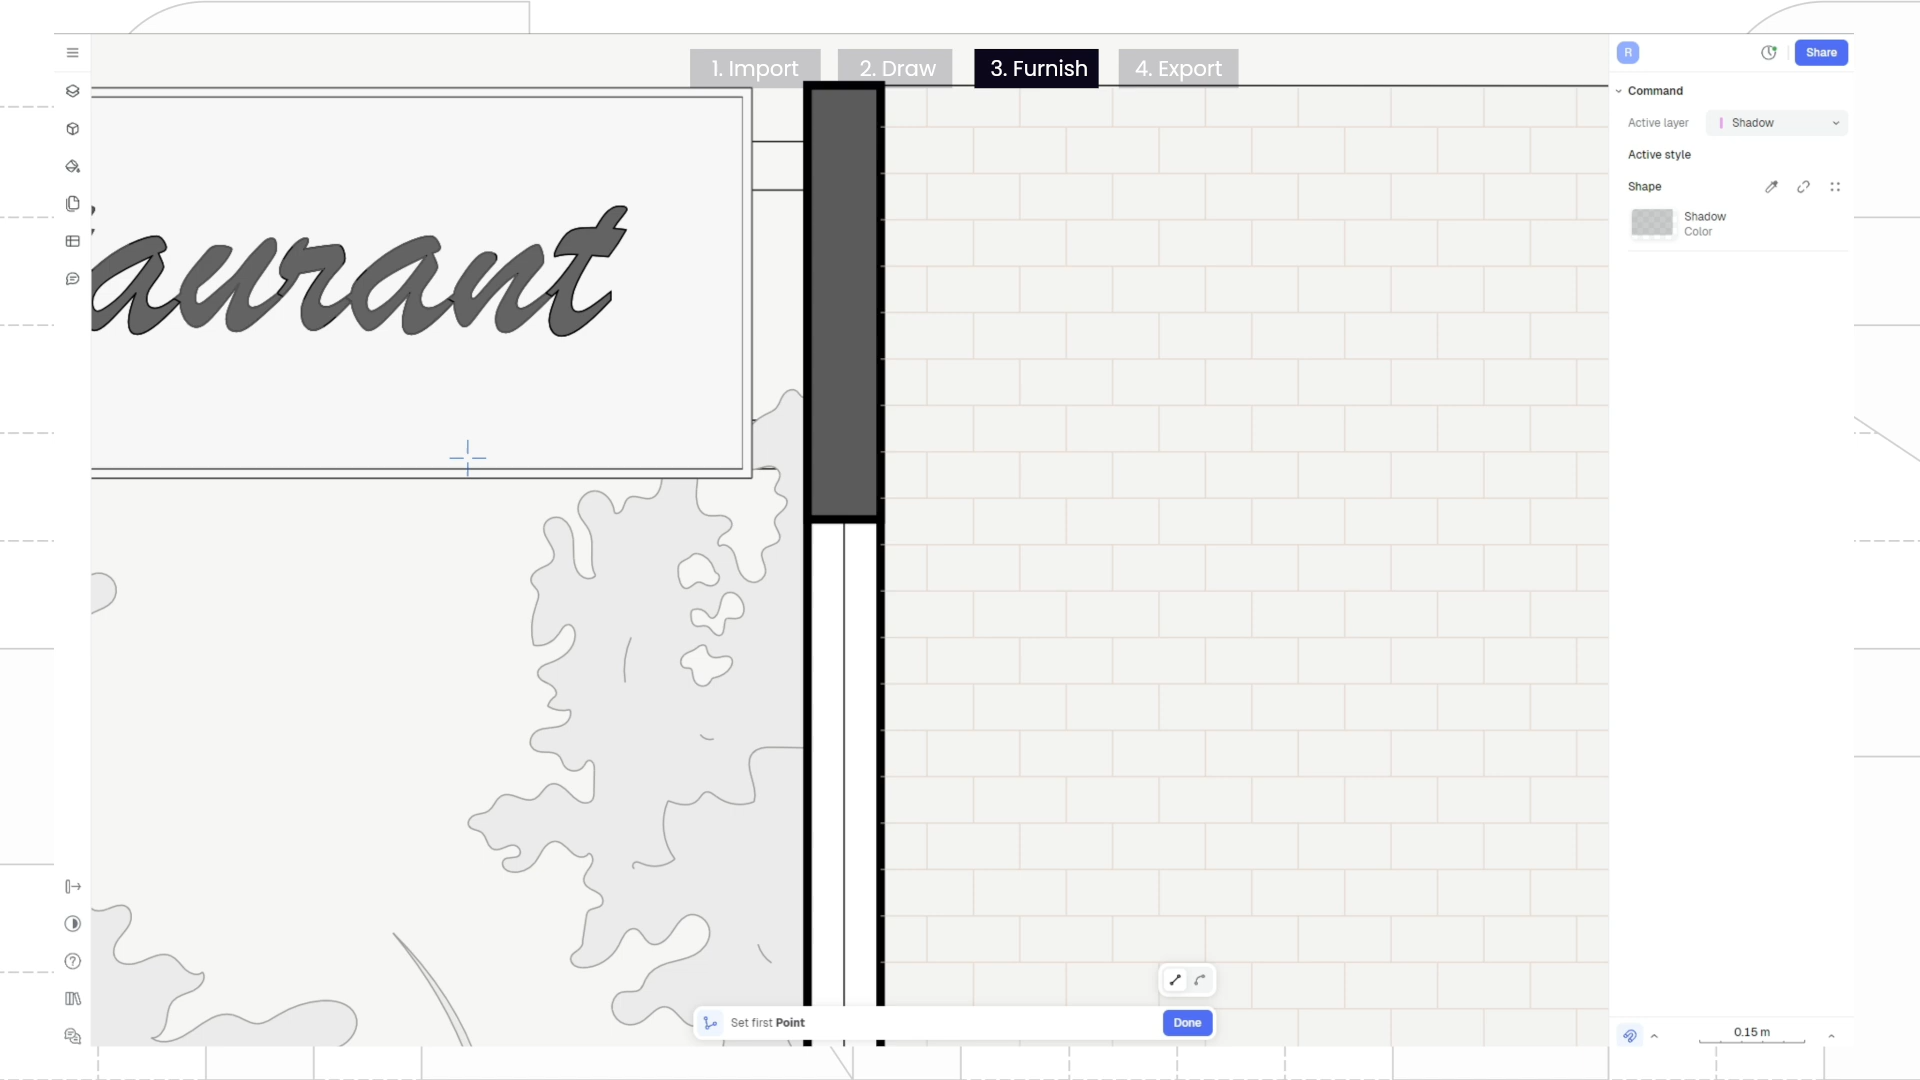 1. Import
2. Draw
3. Furnish
4. Export
R
Share
Command
Active layer
Shadow
Active style
Shape
Shadow
Color
aurant
Set first Point
Done
0.15 m